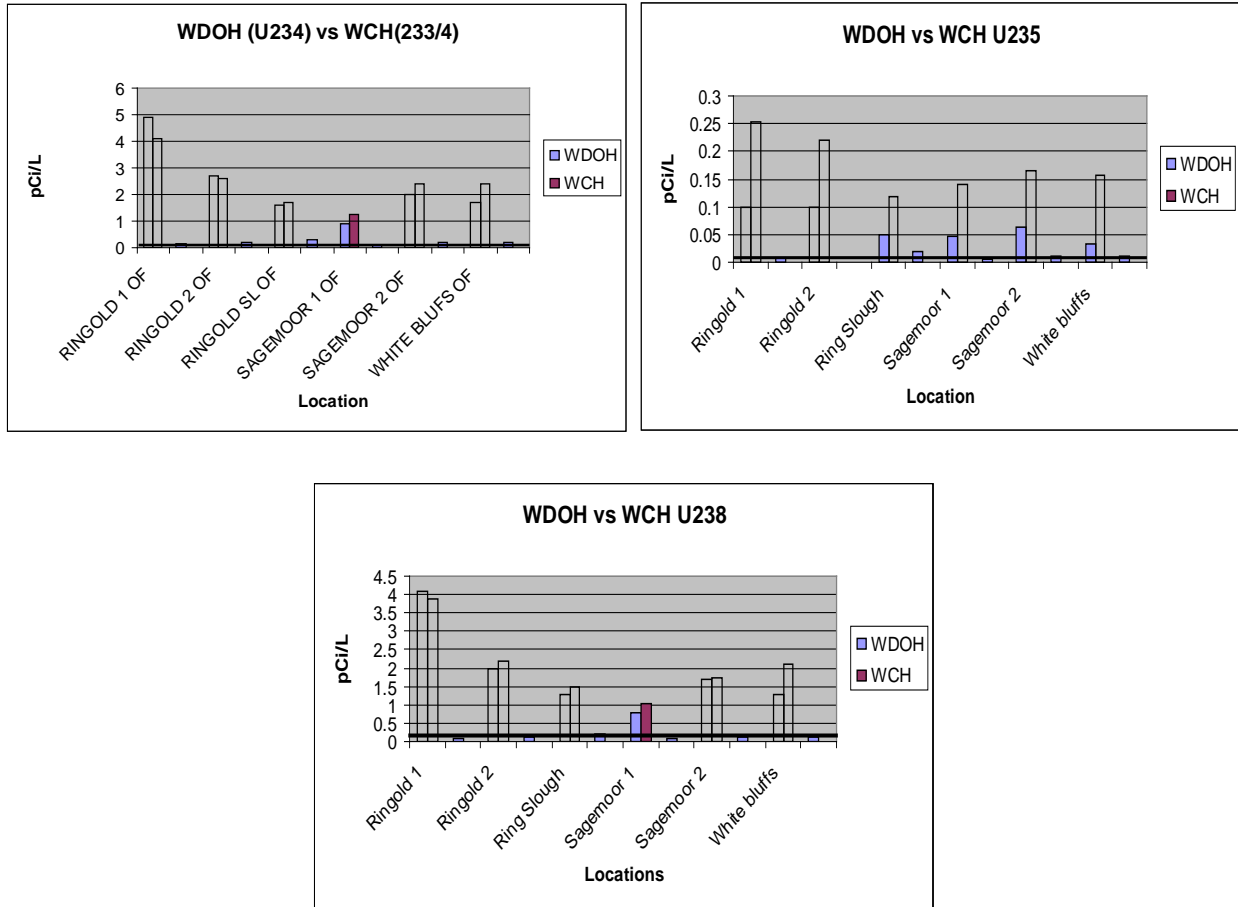 WDOH (U234) vs WCH(233/4)
pCi/L
6
5
4
3
2
1
0
RINGOLD 1 OF
RINGOLD 2 OF
RINGOLD SL OF
SAGEMOOR 1 OF
SAGEMOOR 2 OF
WHITE BLUFS OF
Location
WDOH
WCH
WDOH vs WCH U235
pCi/L
0.3
0.25
0.2
0.15
0.1
0.05
0
Ringold 1
Ringold 2
Ring Slough
Sagemoor 1
Sagemoor 2
White bluffs
Location
WDOH
WCH
WDOH vs WCH U238
pCi/L
4.5
4
3.5
3
2.5
2
1.5
1
0.5
0
Ringold 1
Ringold 2
Ring Slough
Sagemoor 1
Sagemoor 2
White bluffs
Locations
WDOH
WCH